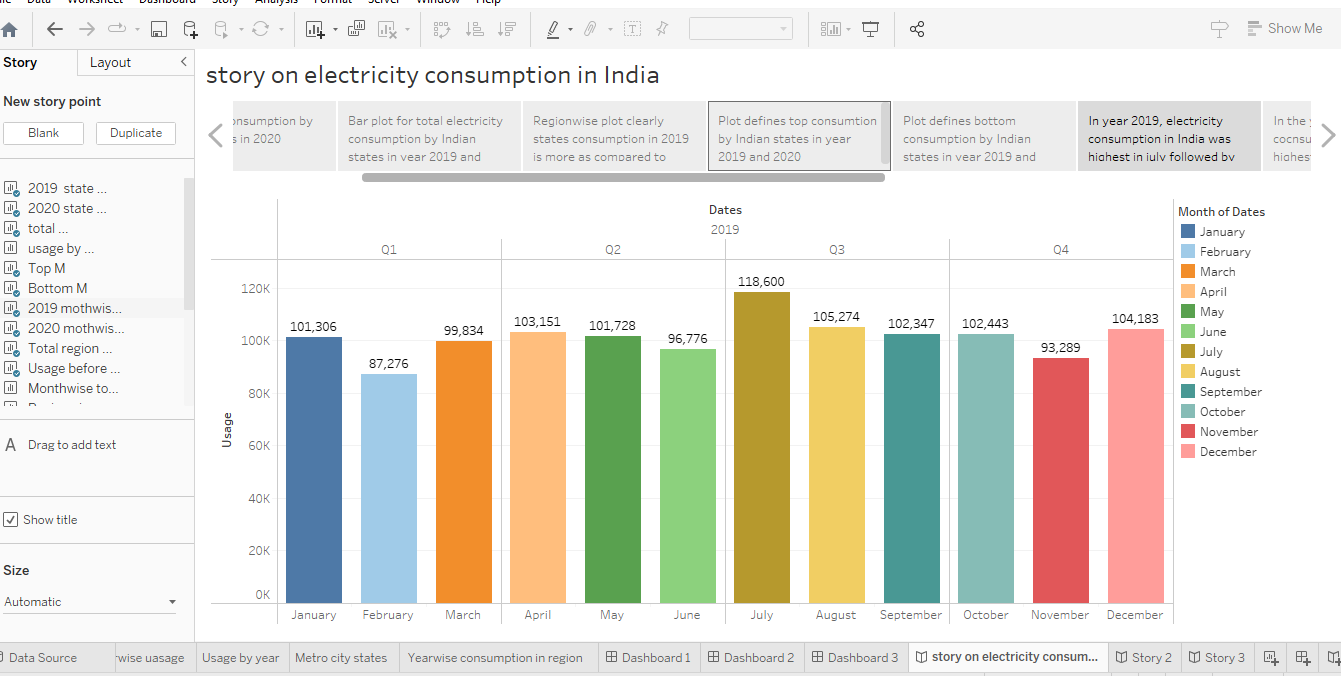 Data Worksheet Dashboard Story Analysis Format Server Window Help
Show Me
Story
Layout
New story point
Blank
Duplicate
2019 state ...
2020 state ...
total ...
usage by ...
Top M
Bottom M
2019 mothwis...
2020 mothwis...
Total region ...
Usage before ...
Monthwise to...
A Drag to add text
Show title
Size
Automatic
story on electricity consumption in India
onsumption by
s in 2020
Bar plot for total electricity
consumption by Indian
states in year 2019 and
Regionwise plot clearly
states consumption in 2019
is more as compared to
Plot defines top consumtion
by Indian states in year
2019 and 2020
Plot defines bottom
consumption by Indian
states in year 2019 and
In year 2019, electricity
consumption in India was
highest in july followed by
In the
cocnsu
highes
Dates
2019
Q1 Q2 Q3 Q4
Usage
120K
100K
80K
60K
40K
20K
0K
101,306
87,276
99,834
103,151
101,728
96,776
118,600
105,274
102,347
102,443
93,289
104,183
January February March April May June July August September October November December
Month of Dates
January
February
March
April
May
June
July
August
September
October
November
December
Data Source
rwise uasage
Usage by year
Metro city states
Yearwise consumption in region
Dashboard 1
Dashboard 2
Dashboard 3
story on electricity consum...
Story 2
Story 3